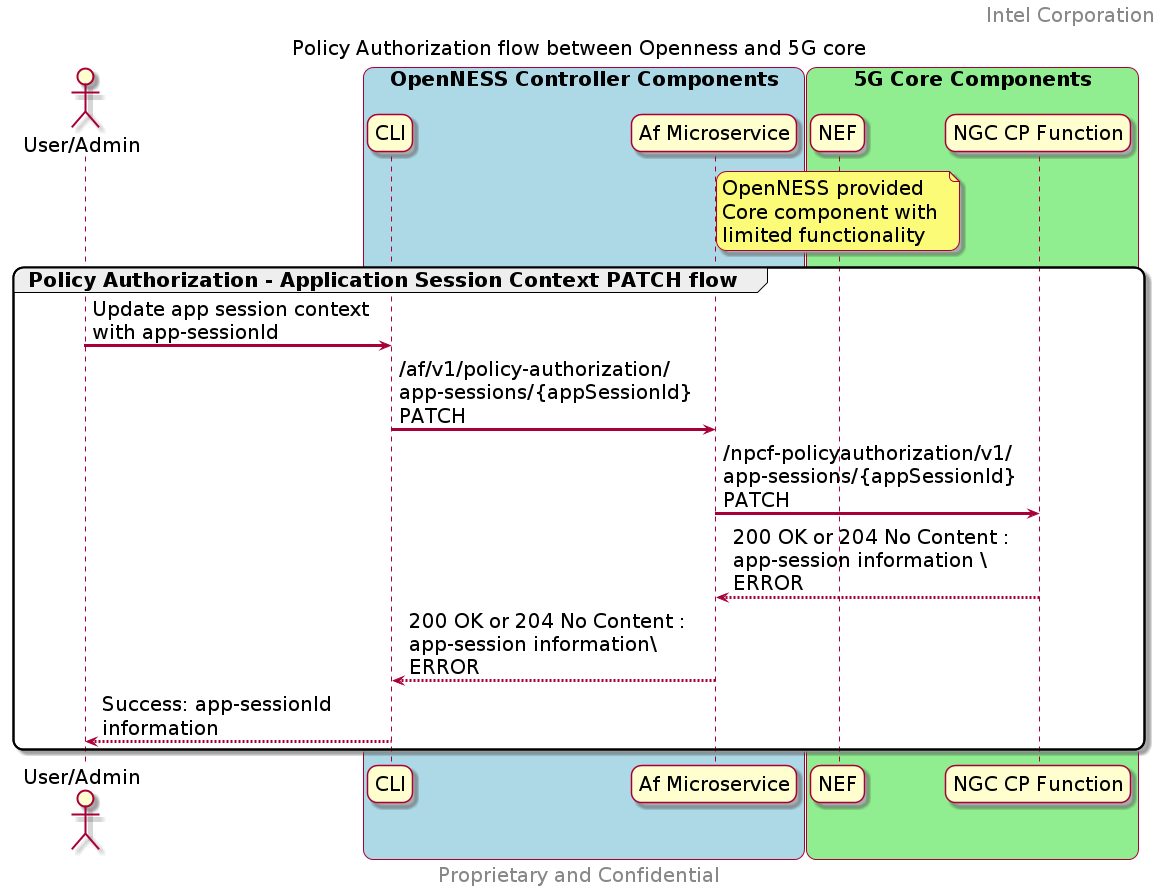 Intel Corporation
Policy Authorization flow between Openness and 5G core
OpenNESS Controller Components
5G Core Components
User/Admin
CLI
Af Microservice
NEF
NGC CP Function
OpenNESS provided
Core component with
limited functionality
Policy Authorization - Application Session Context PATCH flow
Update app session context
with app-sessionId
/af/v1/policy-authorization/
app-sessions/{appSessionId}
PATCH
/npcf-policyauthorization/v1/
app-sessions/{appSessionId}
PATCH
200 OK or 204 No Content :
app-session information \
ERROR
200 OK or 204 No Content :
app-session information\
ERROR
Success: app-sessionId
information
User/Admin
CLI
Af Microservice
NEF
NGC CP Function
Proprietary and Confidential